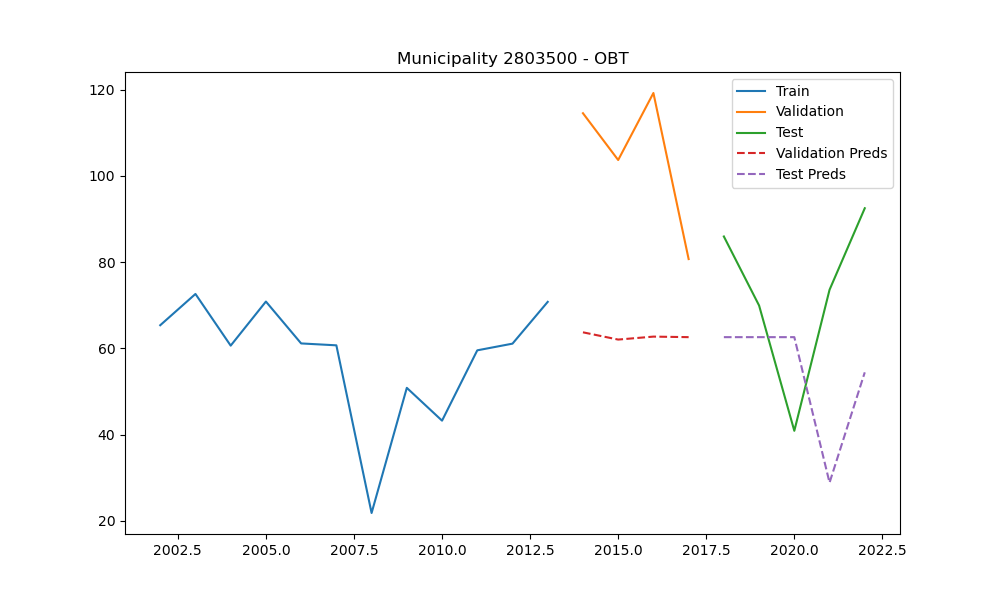 Municipality 2803500 - OBT
120
100
80
60
40
20
Train
Validation
Test
Validation Preds
Test Preds
2002.5 2005.0 2007.5 2010.0 2012.5 2015.0 2017.5 2020.0 2022.5